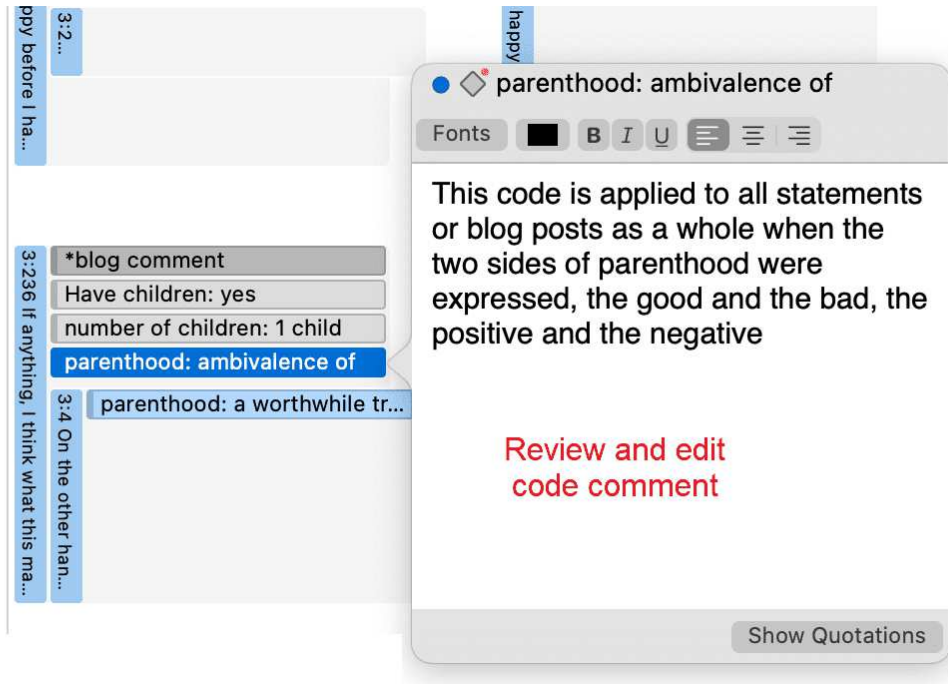 ppy before I ha...
3:2...
happy
parenthood: ambivalence of
Fonts
B I U
This code is applied to all statements
or blog posts as a whole when the
two sides of parenthood were
expressed, the good and the bad, the
positive and the negative
Review and edit
code comment
Show Quotations
3:236 If anything, I think what this ma...
*blog comment
Have children: yes
number of children: 1 child
parenthood: ambivalence of
3:4 On the other han...
parenthood: a worthwhile tr...